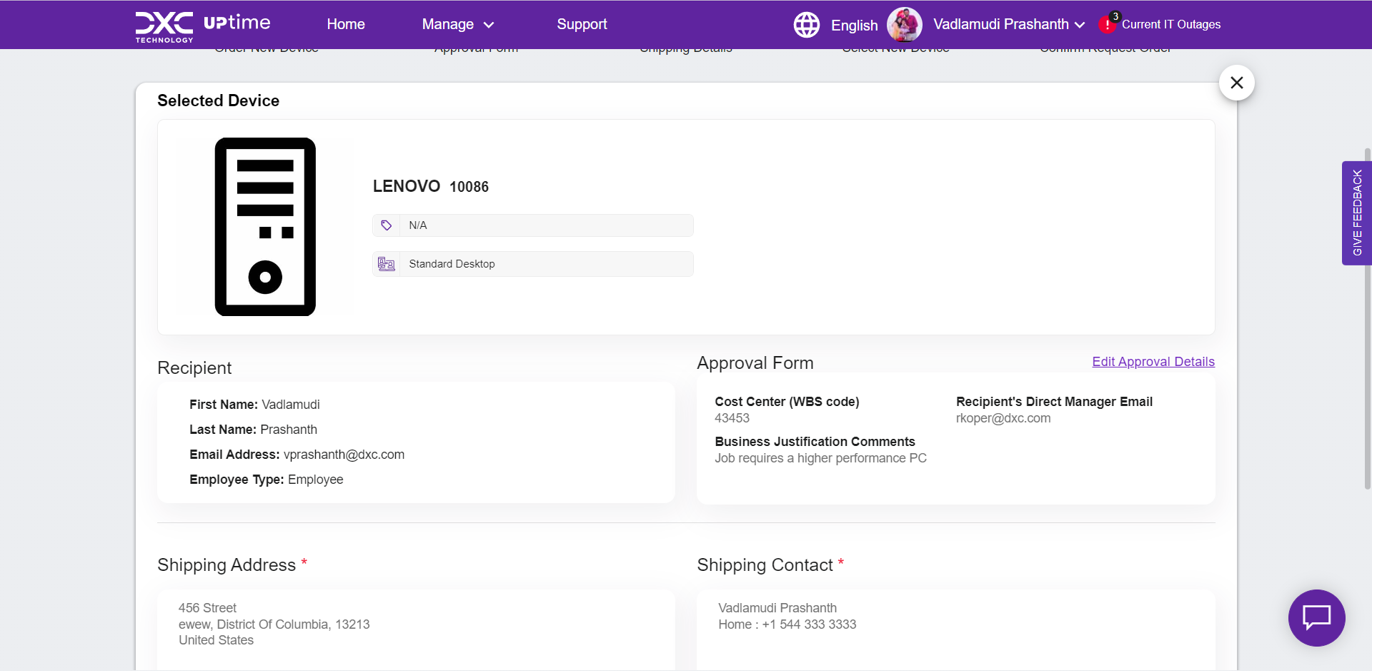 DXC TECHNOLOGY UPtime
Home
Manage
Support
English
Vadlamudi Prashanth
3
Current IT Outages
Order New Device
Approval Form
Shipping Details
Select New Device
Confirm Request Order
Selected Device
LENOVO 10086
N/A
Standard Desktop
GIVE FEEDBACK
Recipient
First Name: Vadlamudi
Last Name: Prashanth
Email Address: vprashanth@dxc.com
Employee Type: Employee
Approval Form
Edit Approval Details
Cost Center (WBS code)
43453
Recipient's Direct Manager Email
rkoper@dxc.com
Business Justification Comments
Job requires a higher performance PC
Shipping Address *
456 Street
ewew, District Of Columbia, 13213
United States
Shipping Contact *
Vadlamudi Prashanth
Home : +1 544 333 3333